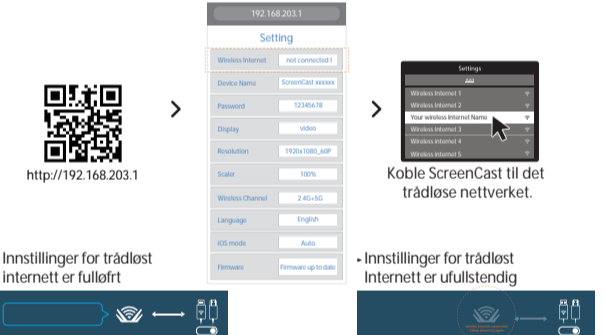 192.168.203.1
Setting
Wireless Internet not connected !
Device Name ScreenCast xxxxxx
Password 12345678
Display video
Resolution 1920x1080_60P
Scaler 100%
Wireless Channel 2.4G+5G
Language English
IOS mode Auto
Firmware Firmware up to date
http://192.168.203.1
Settings
Wireless Internet 1
Wireless Internet 2
Your wireless Internet Name
Wireless Internet 3
Wireless Internet 4
Wireless Internet 5
Koble ScreenCast til det
trådløse nettverket.
Innstillinger for trådløst
internett er fulløfrt
Innstillinger for trådløst
Internett er ufullstendig